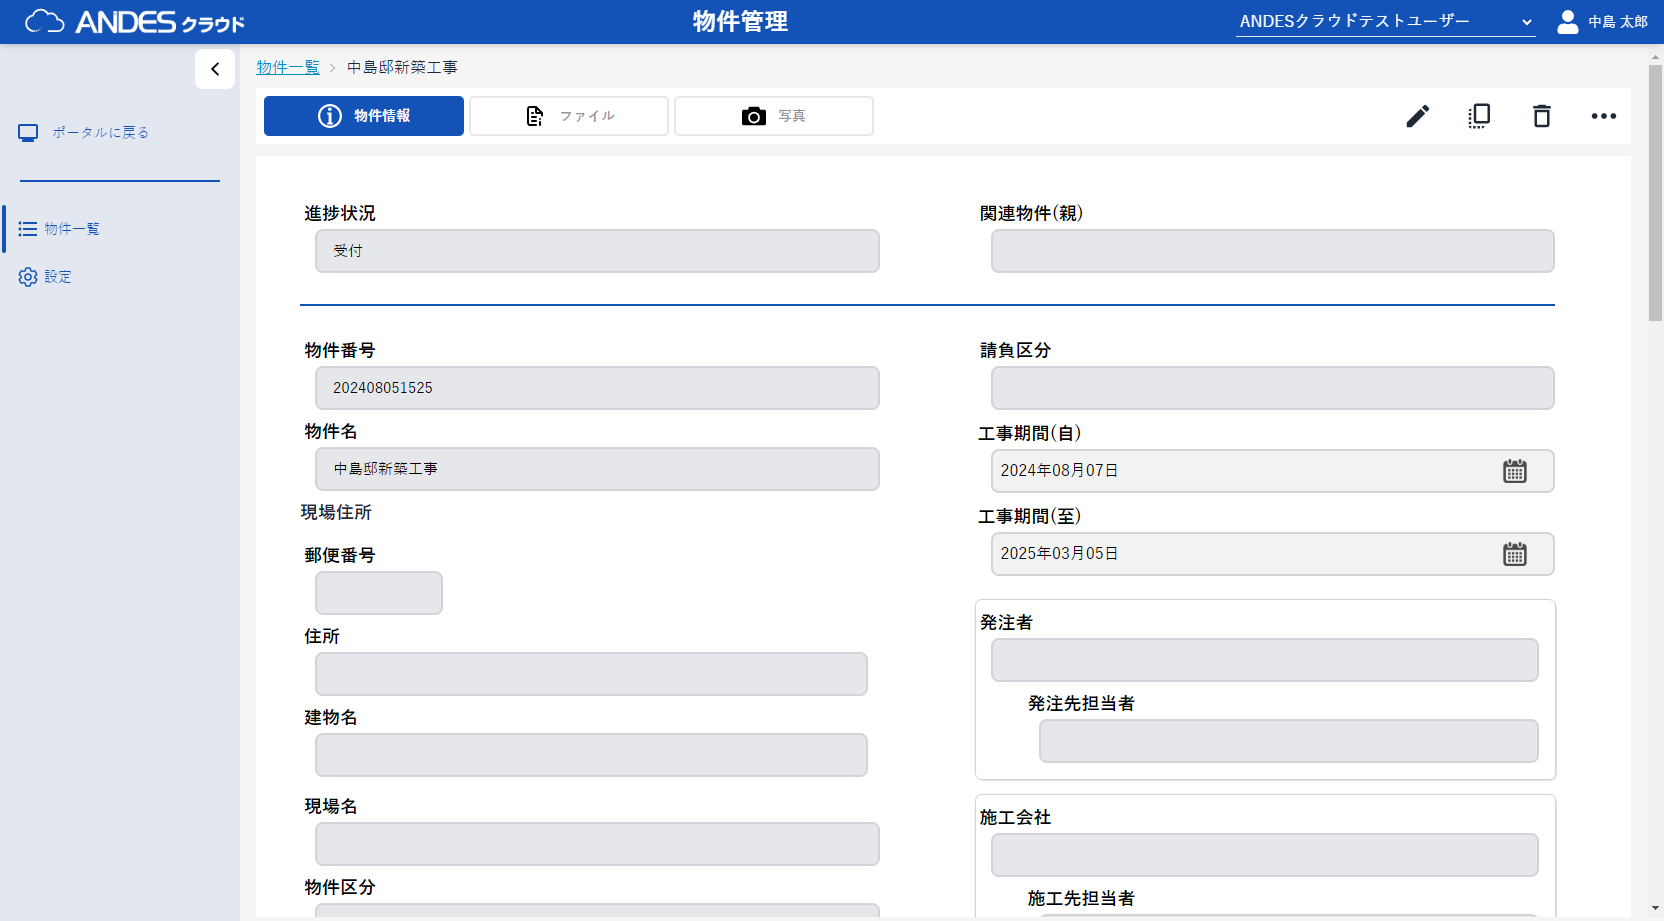 ANDES クラウド
物件管理
ANDESクラウドテストユーザー
中島 太郎
物件一覧 > 中島邸新築工事
ポータルに戻る
物件一覧
設定
物件情報
ファイル
写真
進捗状況
受付
関連物件(親)
物件番号
202408051525
物件名
中島邸新築工事
現場住所
郵便番号
住所
建物名
現場名
物件区分
請負区分
工事期間(自)
2024年08月07日
工事期間(至)
2025年03月05日
発注者
発注先担当者
施工会社
施工先担当者